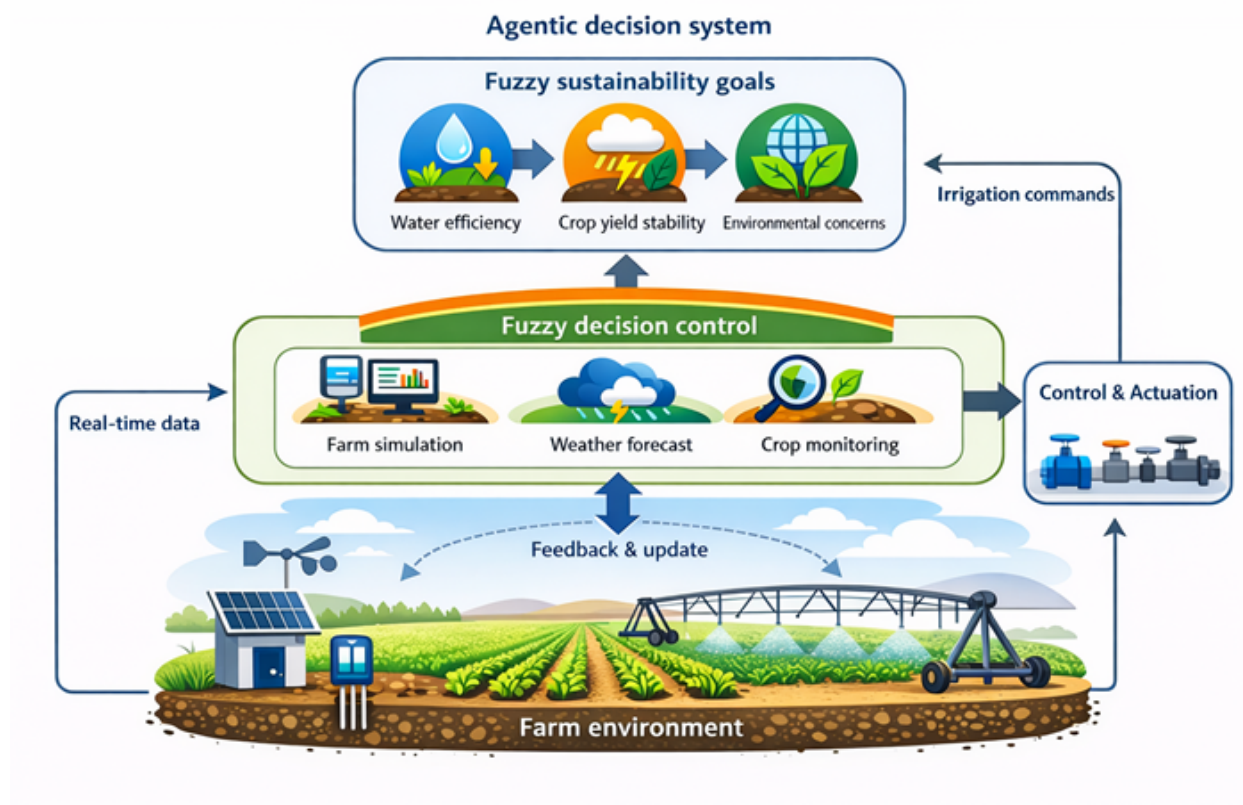 Agentic decision system
Fuzzy sustainability goals
Water efficiency
Crop yield stability
Environmental concerns
Irrigation commands
Fuzzy decision control
Real-time data
Farm simulation
Weather forecast
Crop monitoring
Control & Actuation
Feedback & update
Farm environment